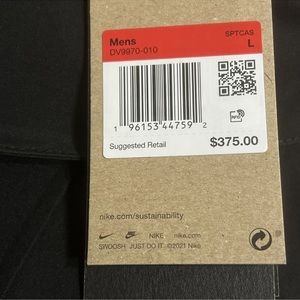 Mens
SPTCAS
DV9970-010
L
1 96153 44759 2
RFID
Suggested Retail
$375.00
nike.com/sustainability
NIKE nike.com
SWOOSH JUST DO IT ©2021 Nike